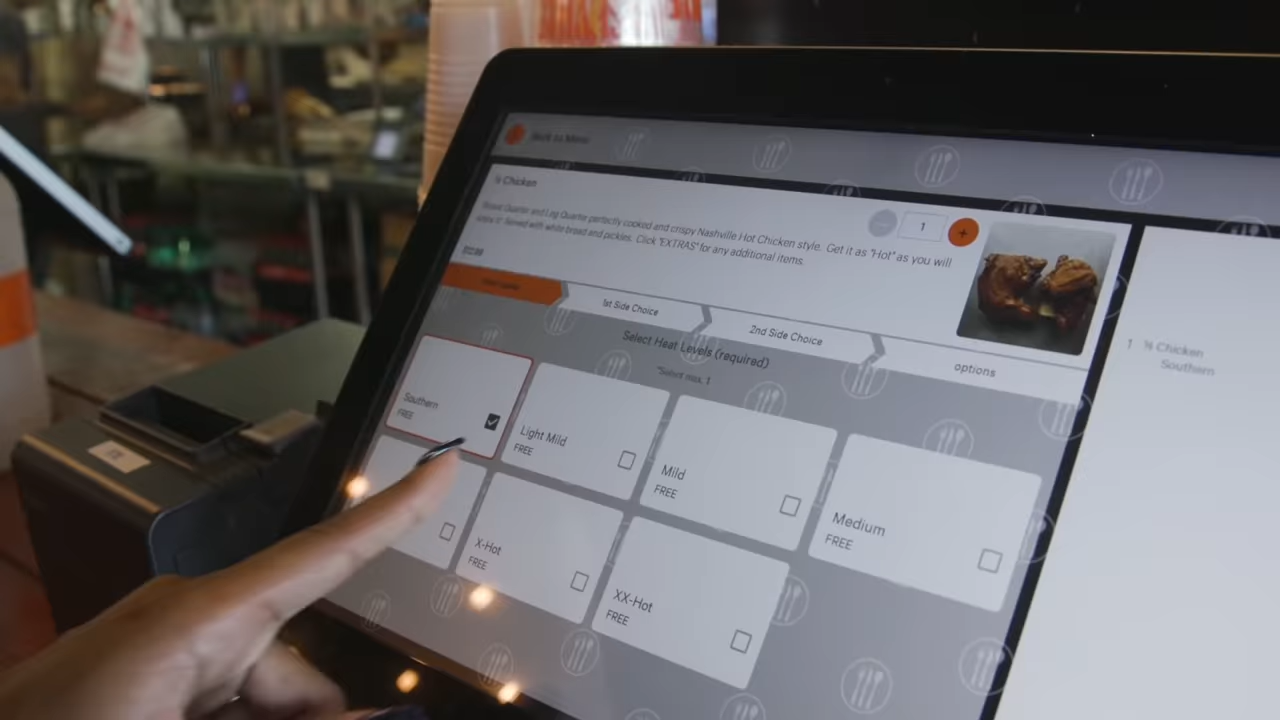 Back to Menu
½ Chicken
Breast Quarter and Leg Quarter perfectly cooked and crispy Nashville Hot Chicken style. Get it as "Hot" as you will
enjoy it! Served with white bread and pickles. Click "EXTRAS" for any additional items.
1
+
1st Side Choice
2nd Side Choice
options
Select Heat Levels (required)
*Select max. 1
Southern
FREE
Light Mild
FREE
Mild
FREE
Medium
FREE
X-Hot
FREE
XX-Hot
FREE
1 ½ Chicken
Southern